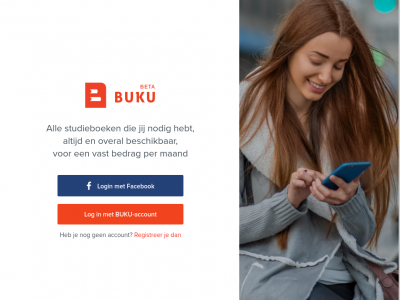 BETA
BUKU
Alle studieboeken die jij nodig hebt,
altijd en overal beschikbaar,
voor een vast bedrag per maand
f Login met Facebook
Log in met BUKU-account
Heb je nog geen account? Registreer je dan